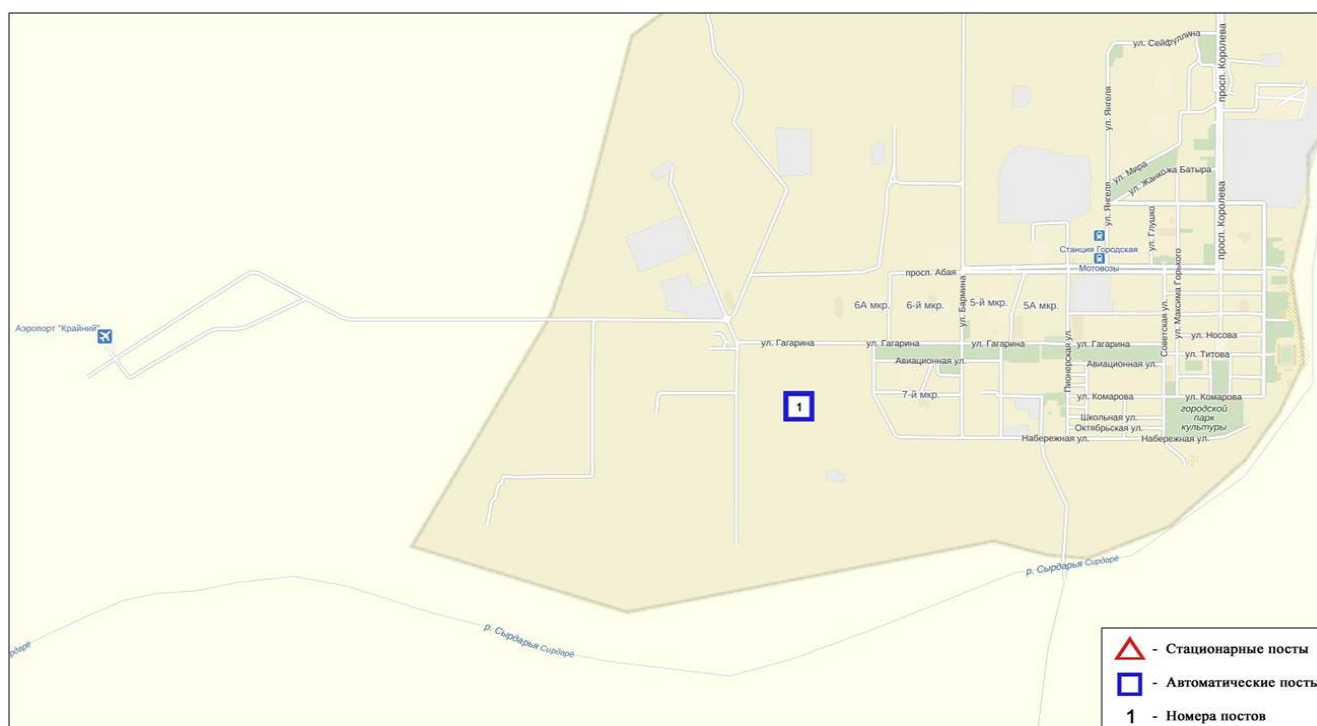 ул. Сейфуллина
просп. Королева
ул. Янгеля
ул. Мира
ул. Жанкожа Батыра
ул. Янгеля
ул. Глушко
просп. Королева
Станция Городская
Мотовозы
просп. Абая
ул. Максима Горького
6А мкр.
6-й мкр.
ул. Бармина
5-й мкр.
5А мкр.
Аэропорт "Крайний"
Советская ул.
ул. Носова
ул. Гагарина
ул. Гагарина
ул. Гагарина
Пионерская ул.
ул. Гагарина
ул. Титова
Авиационная ул.
Авиационная ул.
7-й мкр.
ул. Комарова
ул. Комарова
1
городской
парк
культуры
Школьная ул.
Октябрьская ул.
Набережная ул.
Набережная ул.
р. Сырдарья Сирдарё
р. Сырдарья Сирдарё
рдарё
- Стационарные посты
- Автоматические посты
1 - Номера постов